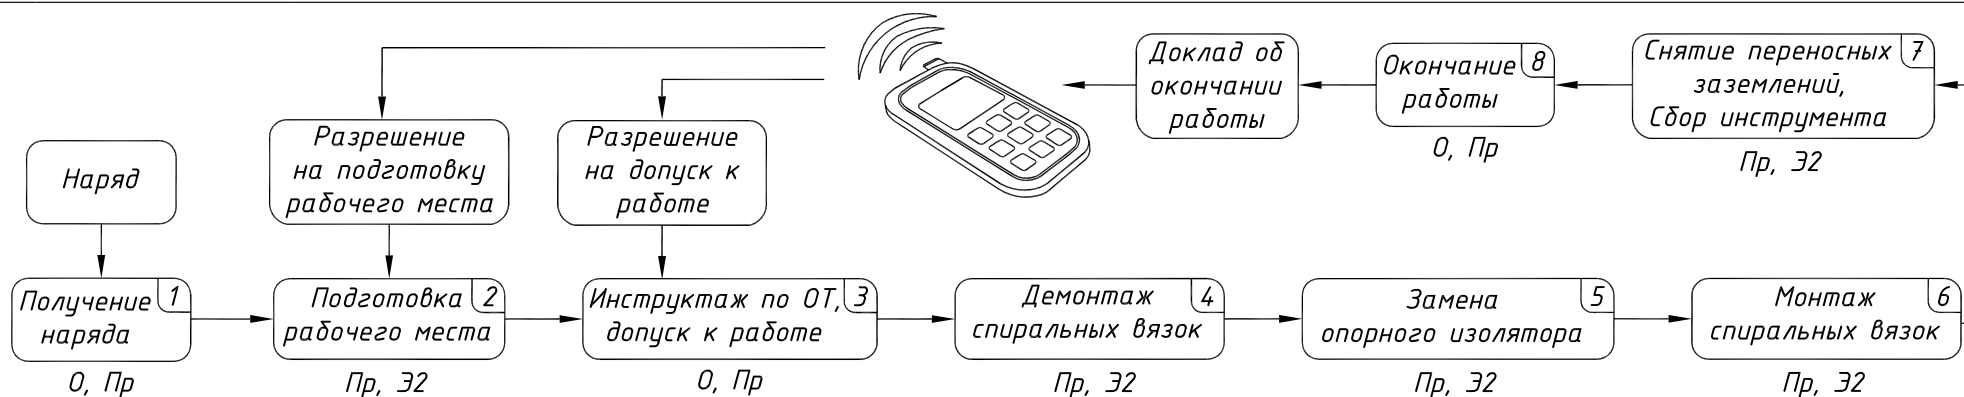 Доклад об
окончании
работы
Окончание 8
работы
О, Пр
Снятие переносных 7
заземлений,
Сбор инструмента
Пр, Э2
Наряд
Разрешение
на подготовку
рабочего места
Разрешение
на допуск к
работе
Получение 1
наряда
О, Пр
Подготовка 2
рабочего места
Пр, Э2
Инструктаж по ОТ, 3
допуск к работе
О, Пр
Демонтаж 4
спиральных вязок
Пр, Э2
Замена 5
опорного изолятора
Пр, Э2
Монтаж 6
спиральных вязок
Пр, Э2